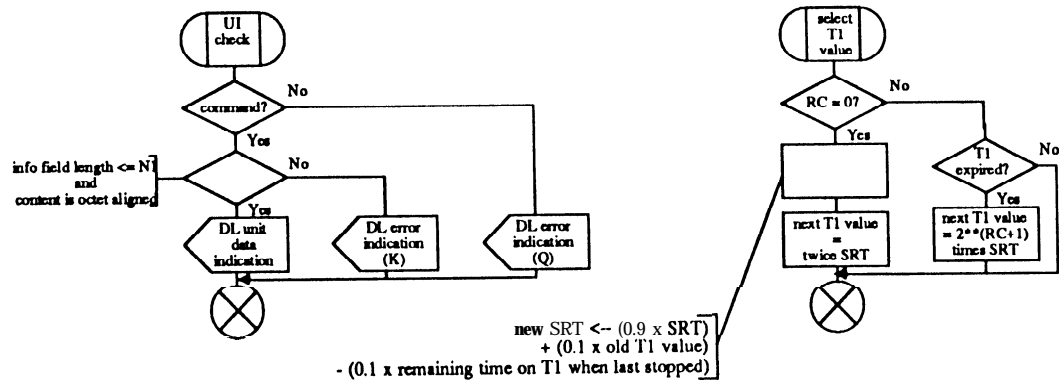 UI
check
command?
No
Yes
info field length <= N1
and
content is octet aligned
No
Yes
DL unit
data
indication
DL error
indication
(K)
DL error
indication
(Q)
select
T1
value
RC = 0?
No
Yes
T1
expired?
No
Yes
next T1 value
=
twice SRT
next T1 value
= 2**(RC+1)
times SRT
new SRT <-- (0.9 x SRT)
+ (0.1 x old T1 value)
- (0.1 x remaining time on T1 when last stopped)